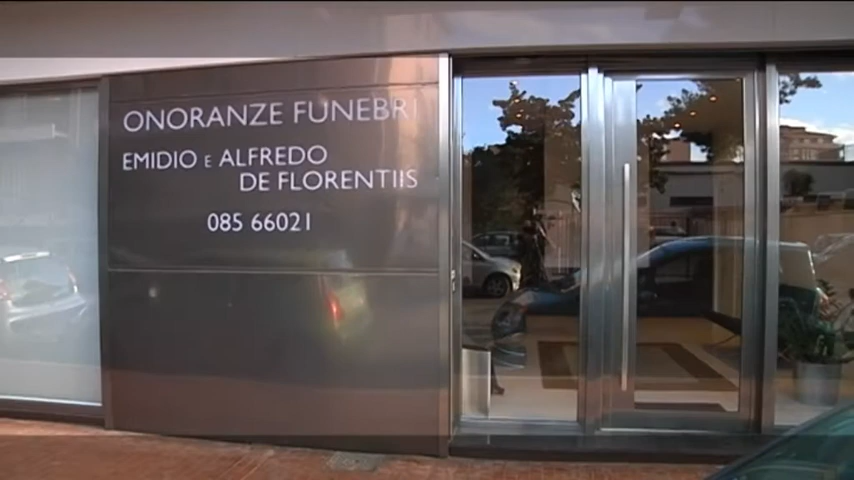 ONORANZE FUNEBRI
EMIDIO E ALFREDO
DE FLORENTIIS
085 66021